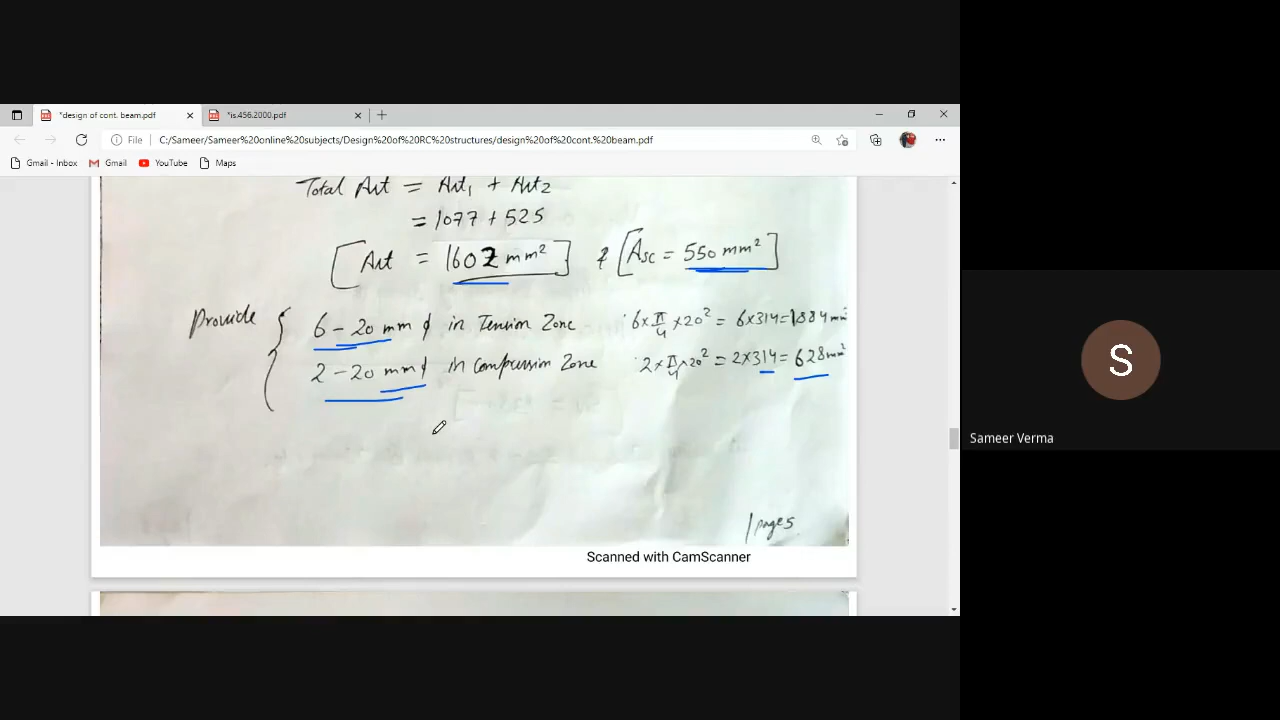 *design of cont. beam.pdf
*is.456.2000.pdf
File C:/Sameer/Sameer%20online%20subjects/Design%20of%20RC%20structures/design%20of%20cont.%20beam.pdf
Gmail - Inbox Gmail YouTube Maps
Total Ast = Ast1 + Ast2
= 1077 + 525
[Ast = 1602 mm²] & [Asc = 550 mm²]
Provide { 6 – 20 mm ϕ in Tension Zone 6×π/4×20² = 6×314 = 1884 mm²
2 – 20 mm ϕ in Compression Zone 2×π/4×20² = 2×314 = 628 mm²
/page 5
Scanned with CamScanner
S
Sameer Verma